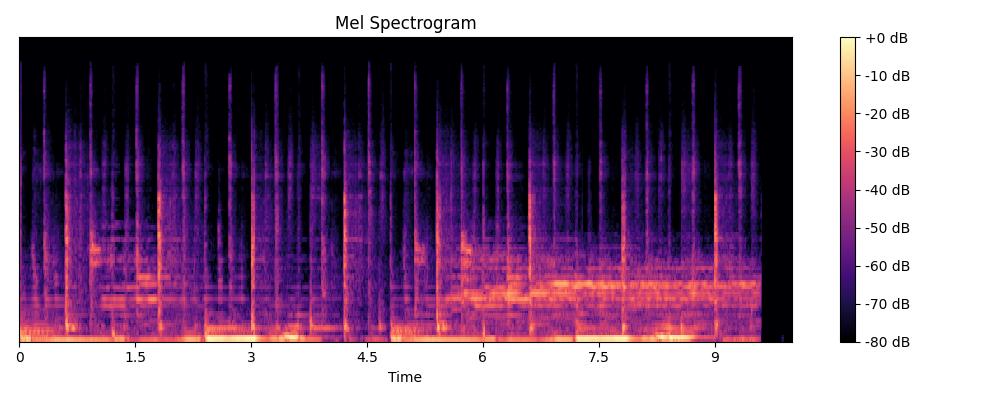 Mel Spectrogram
+0 dB
-10 dB
-20 dB
-30 dB
-40 dB
-50 dB
-60 dB
-70 dB
-80 dB
0 1.5 3 4.5 6 7.5 9
Time